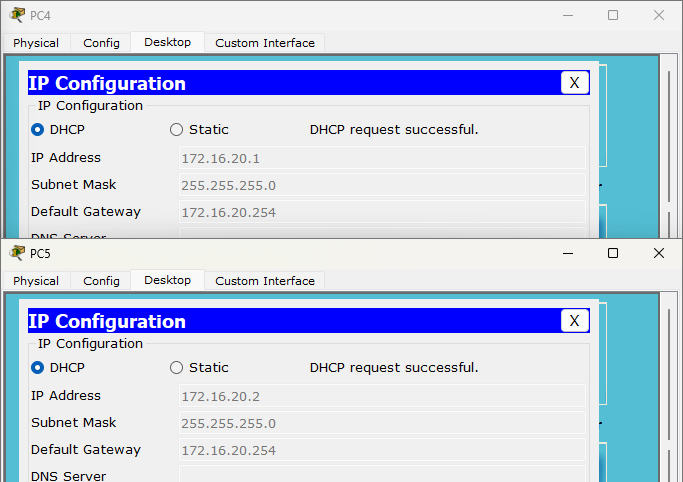 PC4
Physical Config Desktop Custom Interface
IP Configuration X
IP Configuration
DHCP Static DHCP request successful.
IP Address 172.16.20.1
Subnet Mask 255.255.255.0
Default Gateway 172.16.20.254
DNS Server
PC5
Physical Config Desktop Custom Interface
IP Configuration X
IP Configuration
DHCP Static DHCP request successful.
IP Address 172.16.20.2
Subnet Mask 255.255.255.0
Default Gateway 172.16.20.254
DNS Server